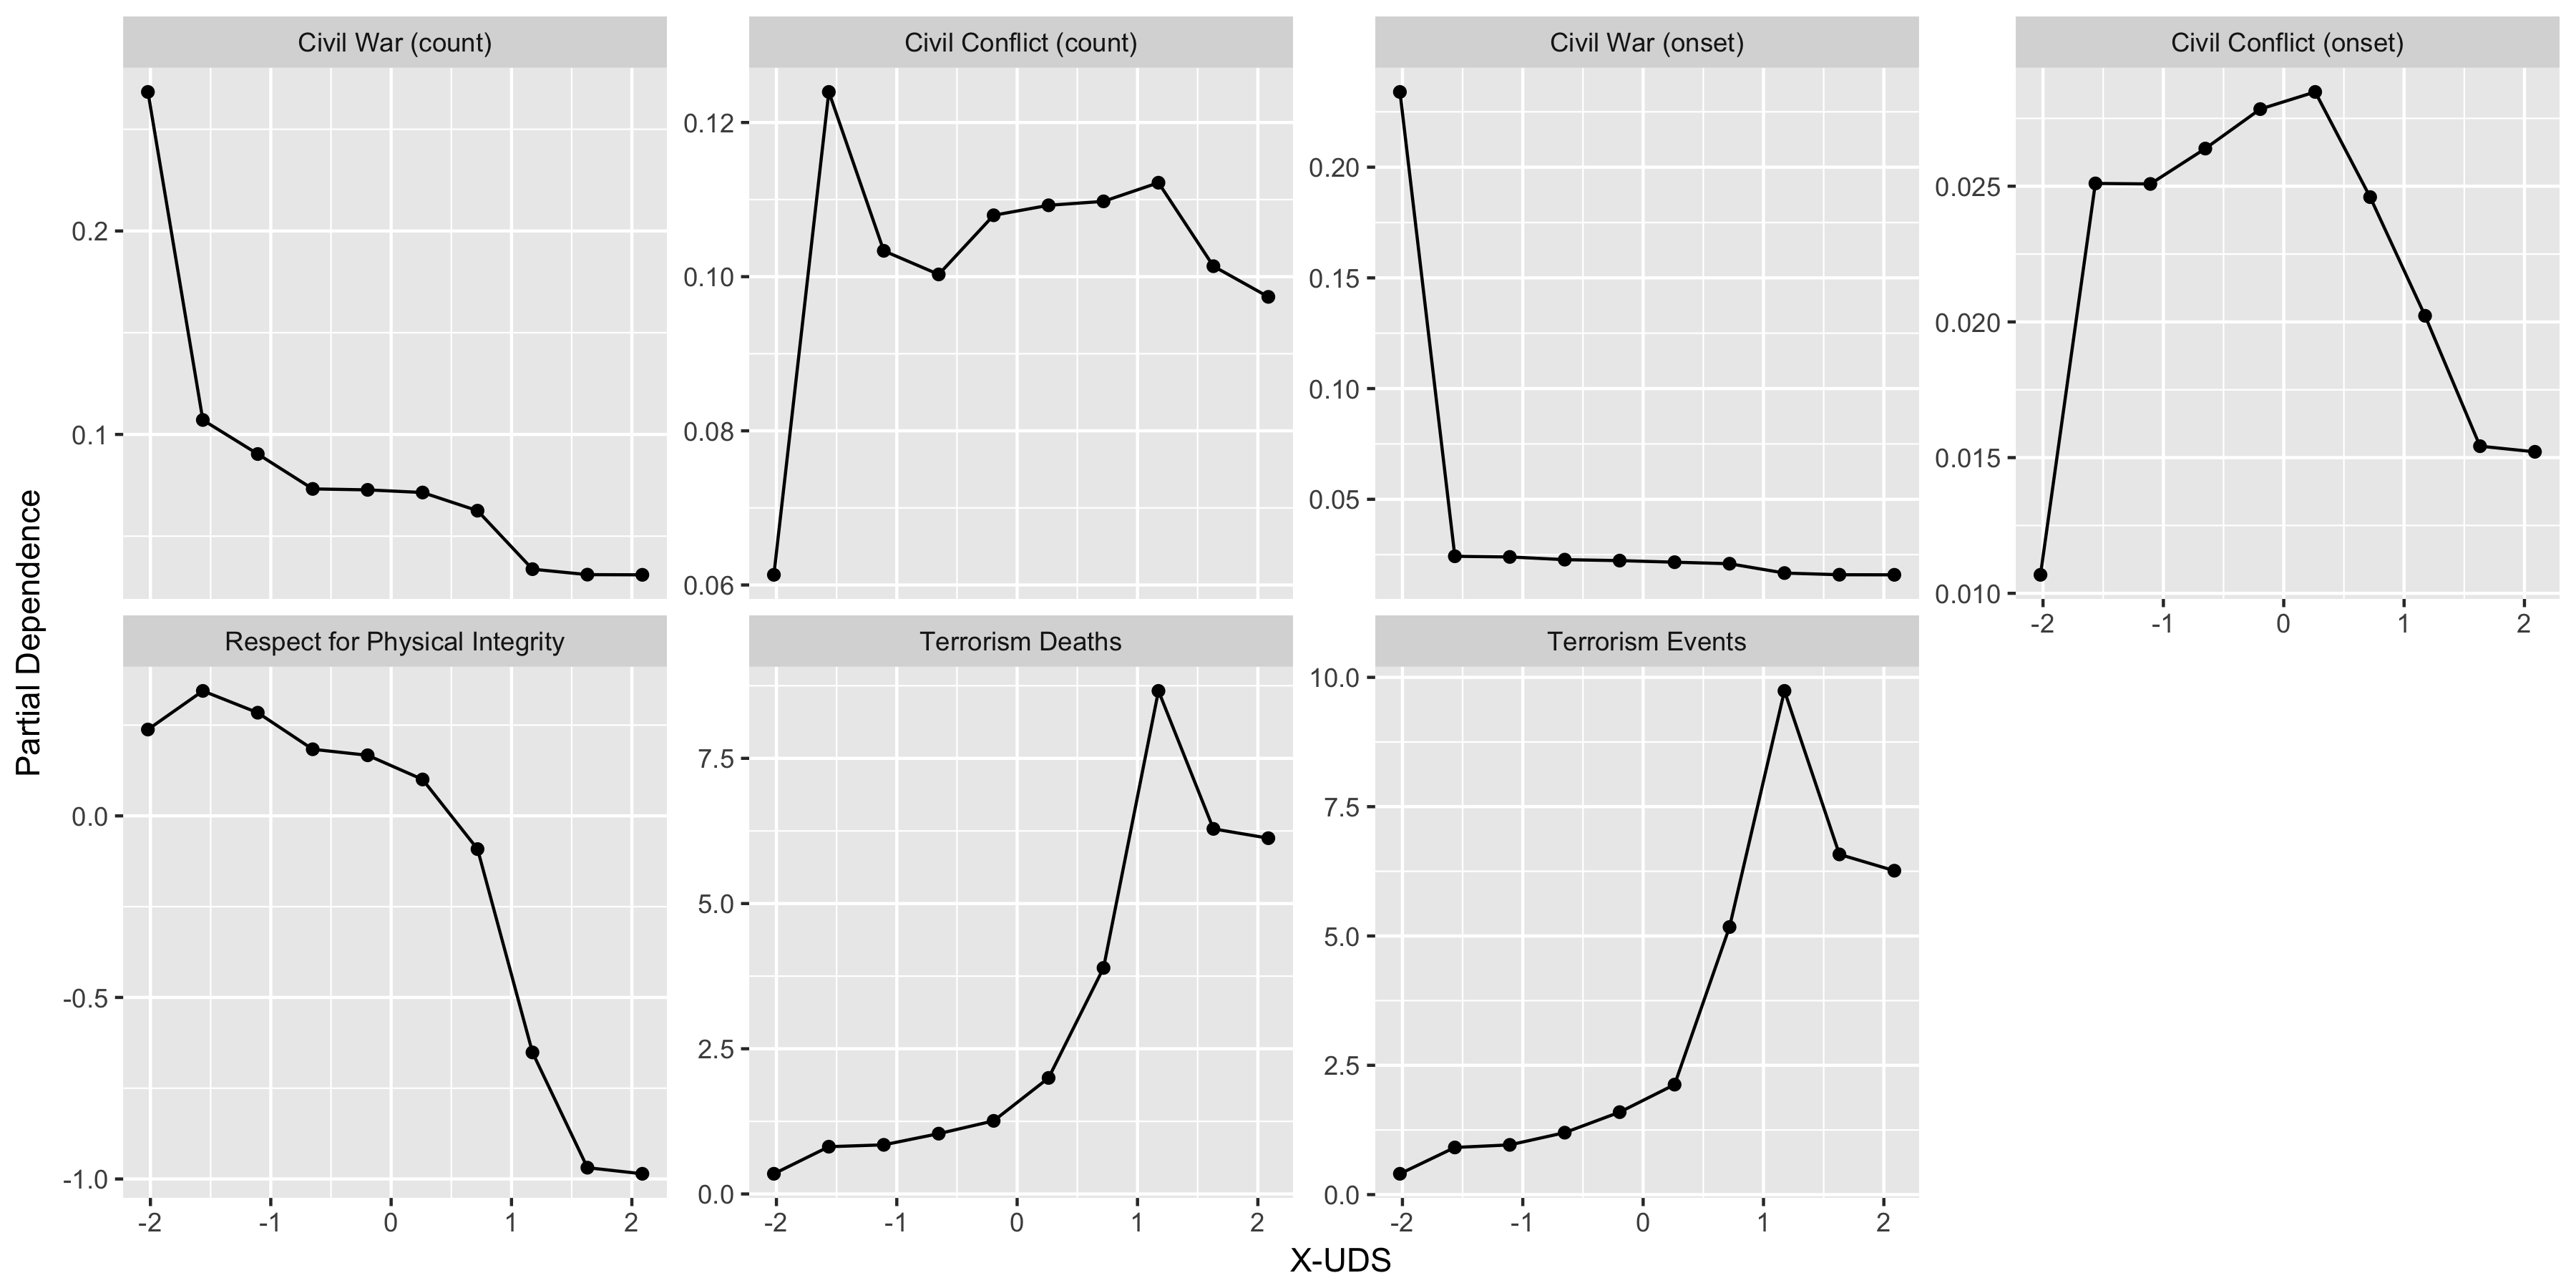 Civil War (count)
Civil Conflict (count)
Civil War (onset)
Civil Conflict (onset)
0.2
0.1
0.12
0.10
0.08
0.06
0.20
0.15
0.10
0.05
0.025
0.020
0.015
0.010
-2 -1 0 1 2
Partial Dependence
Respect for Physical Integrity
Terrorism Deaths
Terrorism Events
0.0
-0.5
-1.0
7.5
5.0
2.5
0.0
10.0
7.5
5.0
2.5
0.0
-2 -1 0 1 2
-2 -1 0 1 2
-2 -1 0 1 2
X-UDS